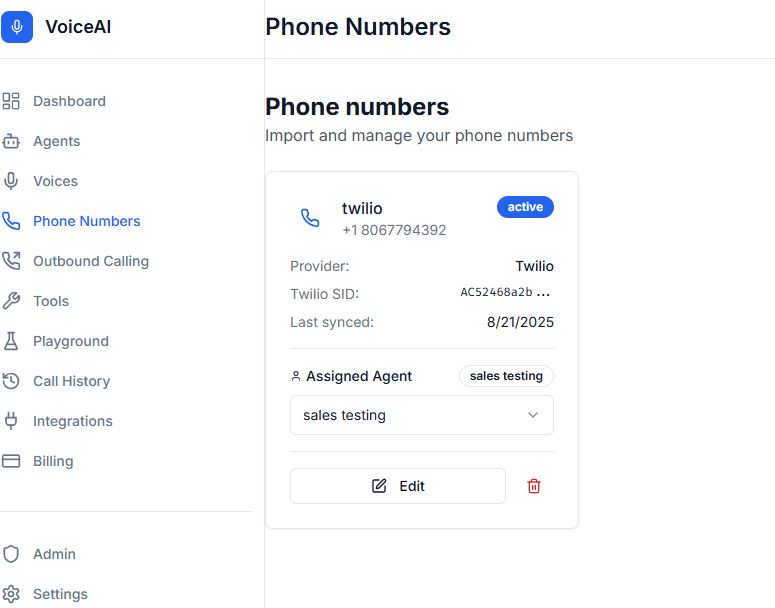 VoiceAI
Dashboard
Agents
Voices
Phone Numbers
Outbound Calling
Tools
Playground
Call History
Integrations
Billing
Admin
Settings
Phone Numbers
Phone numbers
Import and manage your phone numbers
twilio
active
+1 8067794392
Provider: Twilio
Twilio SID: AC52468a2b ...
Last synced: 8/21/2025
Assigned Agent sales testing
sales testing
Edit